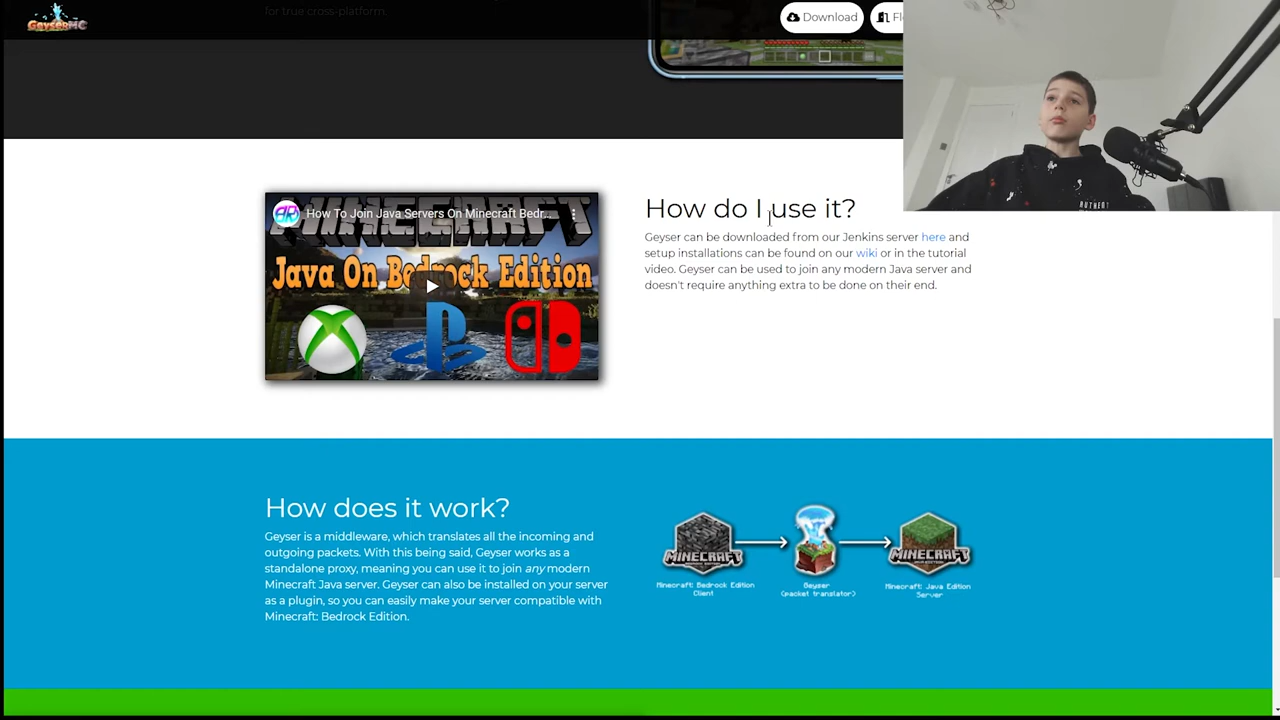 for true cross-platform.
GeyserMC
Download
How do I use it?
Geyser can be downloaded from our Jenkins server here and
setup installations can be found on our wiki or in the tutorial
video. Geyser can be used to join any modern Java server and
doesn't require anything extra to be done on their end.
How To Join Java Servers On Minecraft Bedr...
MINECRAFT
Java On Bedrock Edition
AUTHENT
How does it work?
Geyser is a middleware, which translates all the incoming and
outgoing packets. With this being said, Geyser works as a
standalone proxy, meaning you can use it to join any modern
Minecraft Java server. Geyser can also be installed on your server
as a plugin, so you can easily make your server compatible with
Minecraft: Bedrock Edition.
MINECRAFT
Minecraft: Bedrock Edition
Client
Geyser
(packet translator)
MINECRAFT
Minecraft: Java Edition
Server